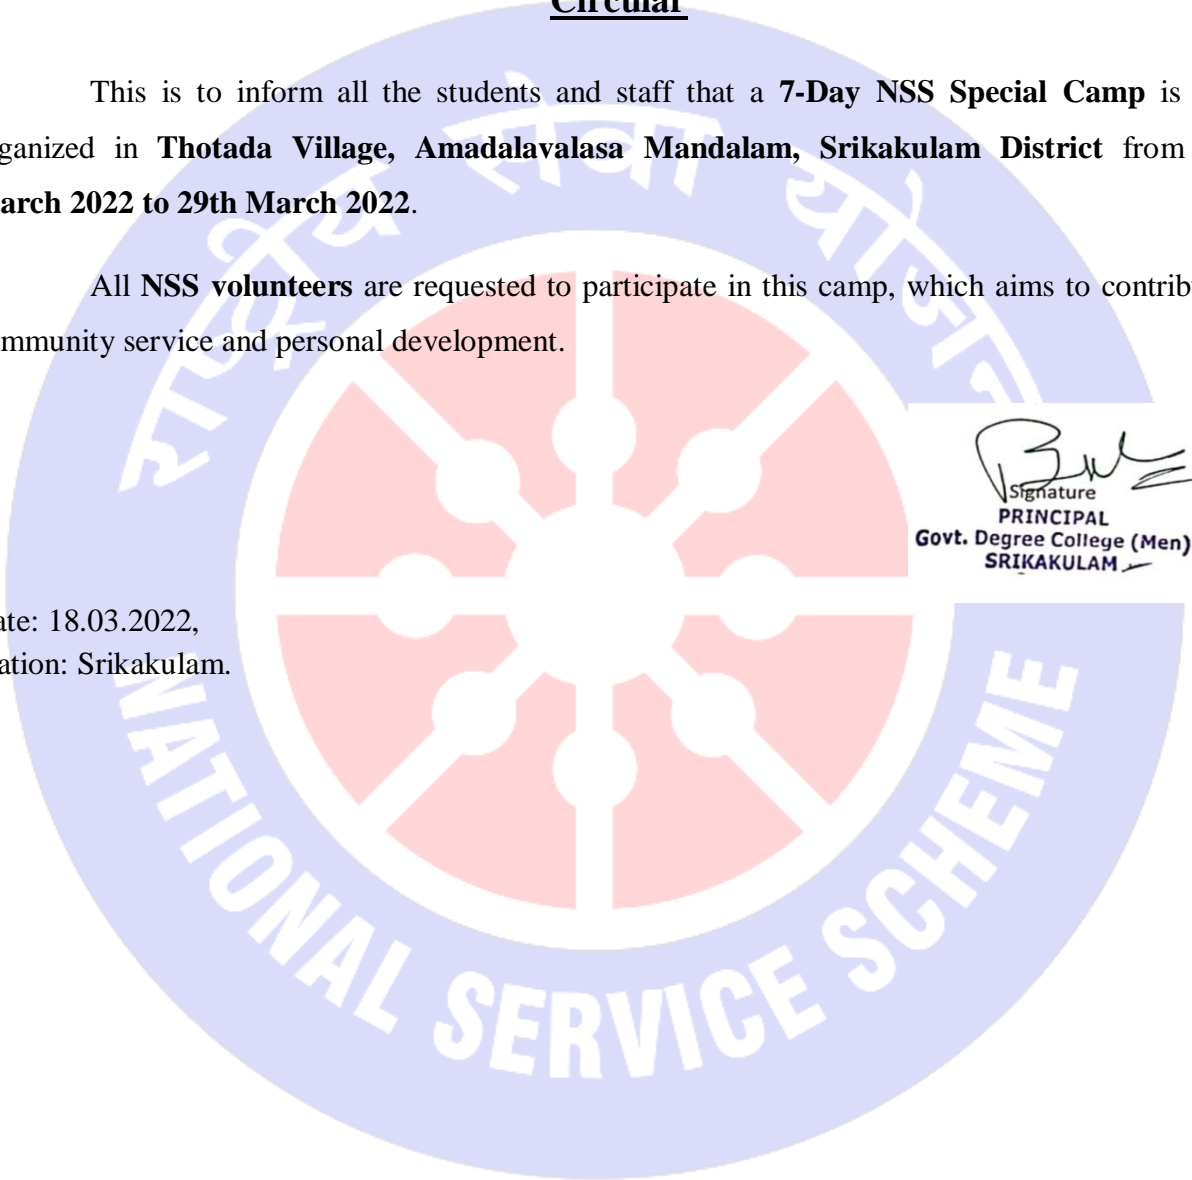 Circular
This is to inform all the students and staff that a 7-Day NSS Special Camp is
ganized in Thotada Village, Amadalavalasa Mandalam, Srikakulam District from
arch 2022 to 29th March 2022.
All NSS volunteers are requested to participate in this camp, which aims to contrib
mmunity service and personal development.
Signature
PRINCIPAL
Govt. Degree College (Men)
SRIKAKULAM
ate: 18.03.2022,
ation: Srikakulam.
राष्ट्रीय सेवा योजना
NATIONAL SERVICE SCHEME